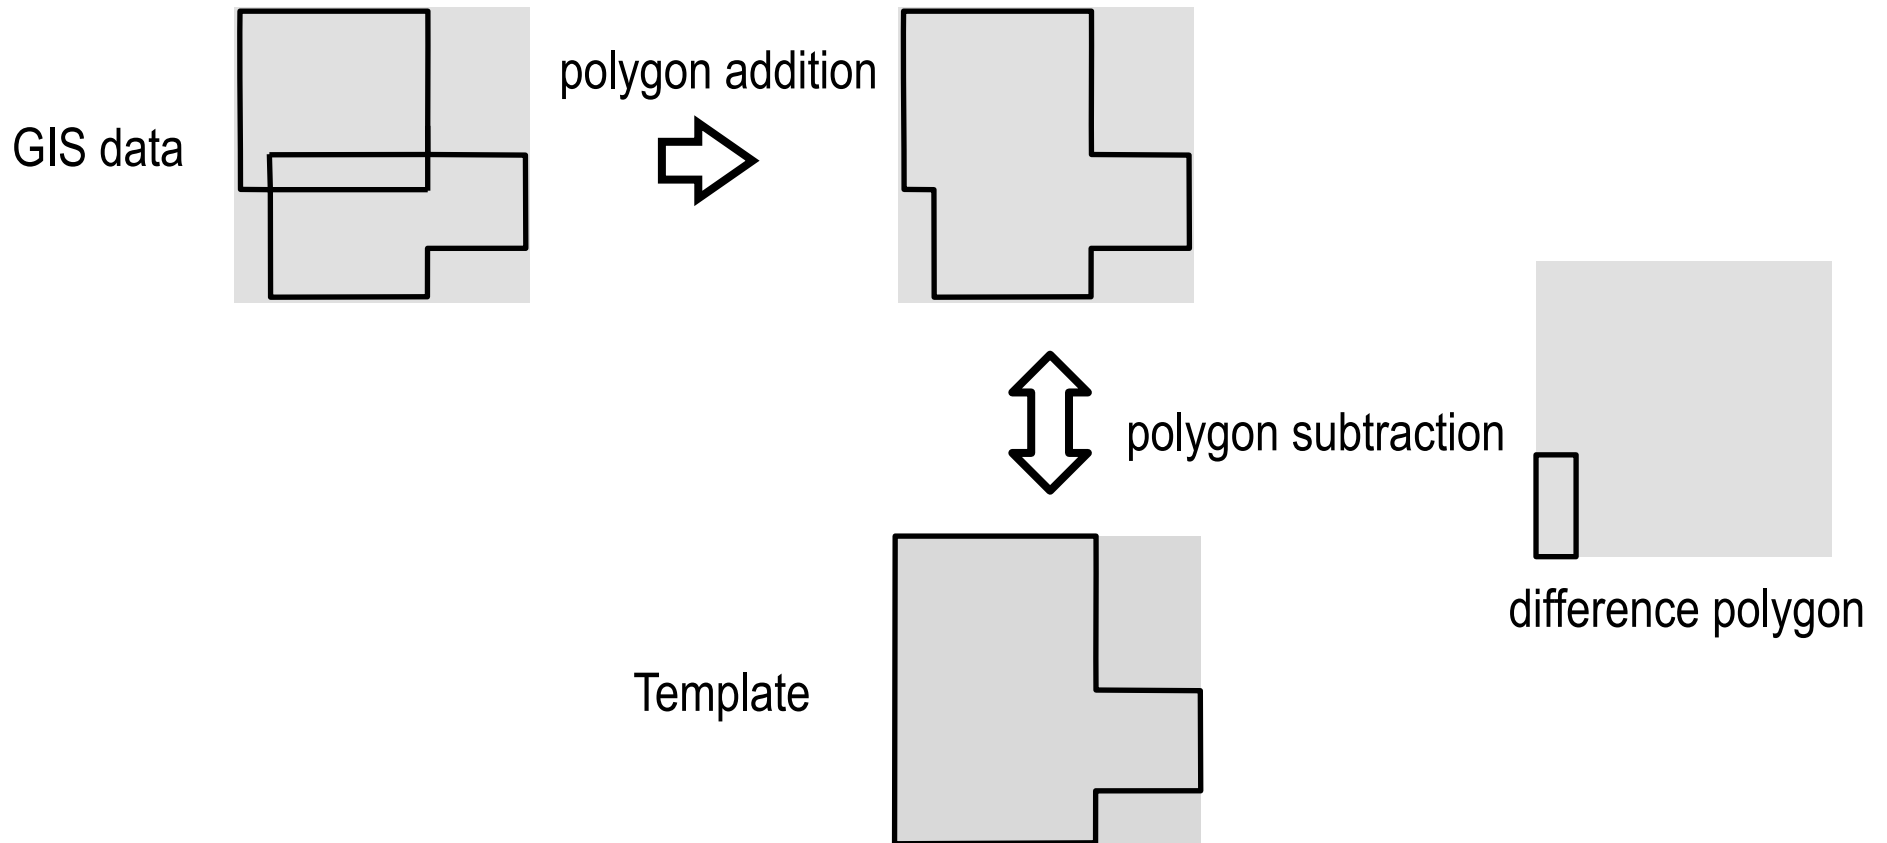 polygon addition
GIS data
polygon subtraction
difference polygon
Template